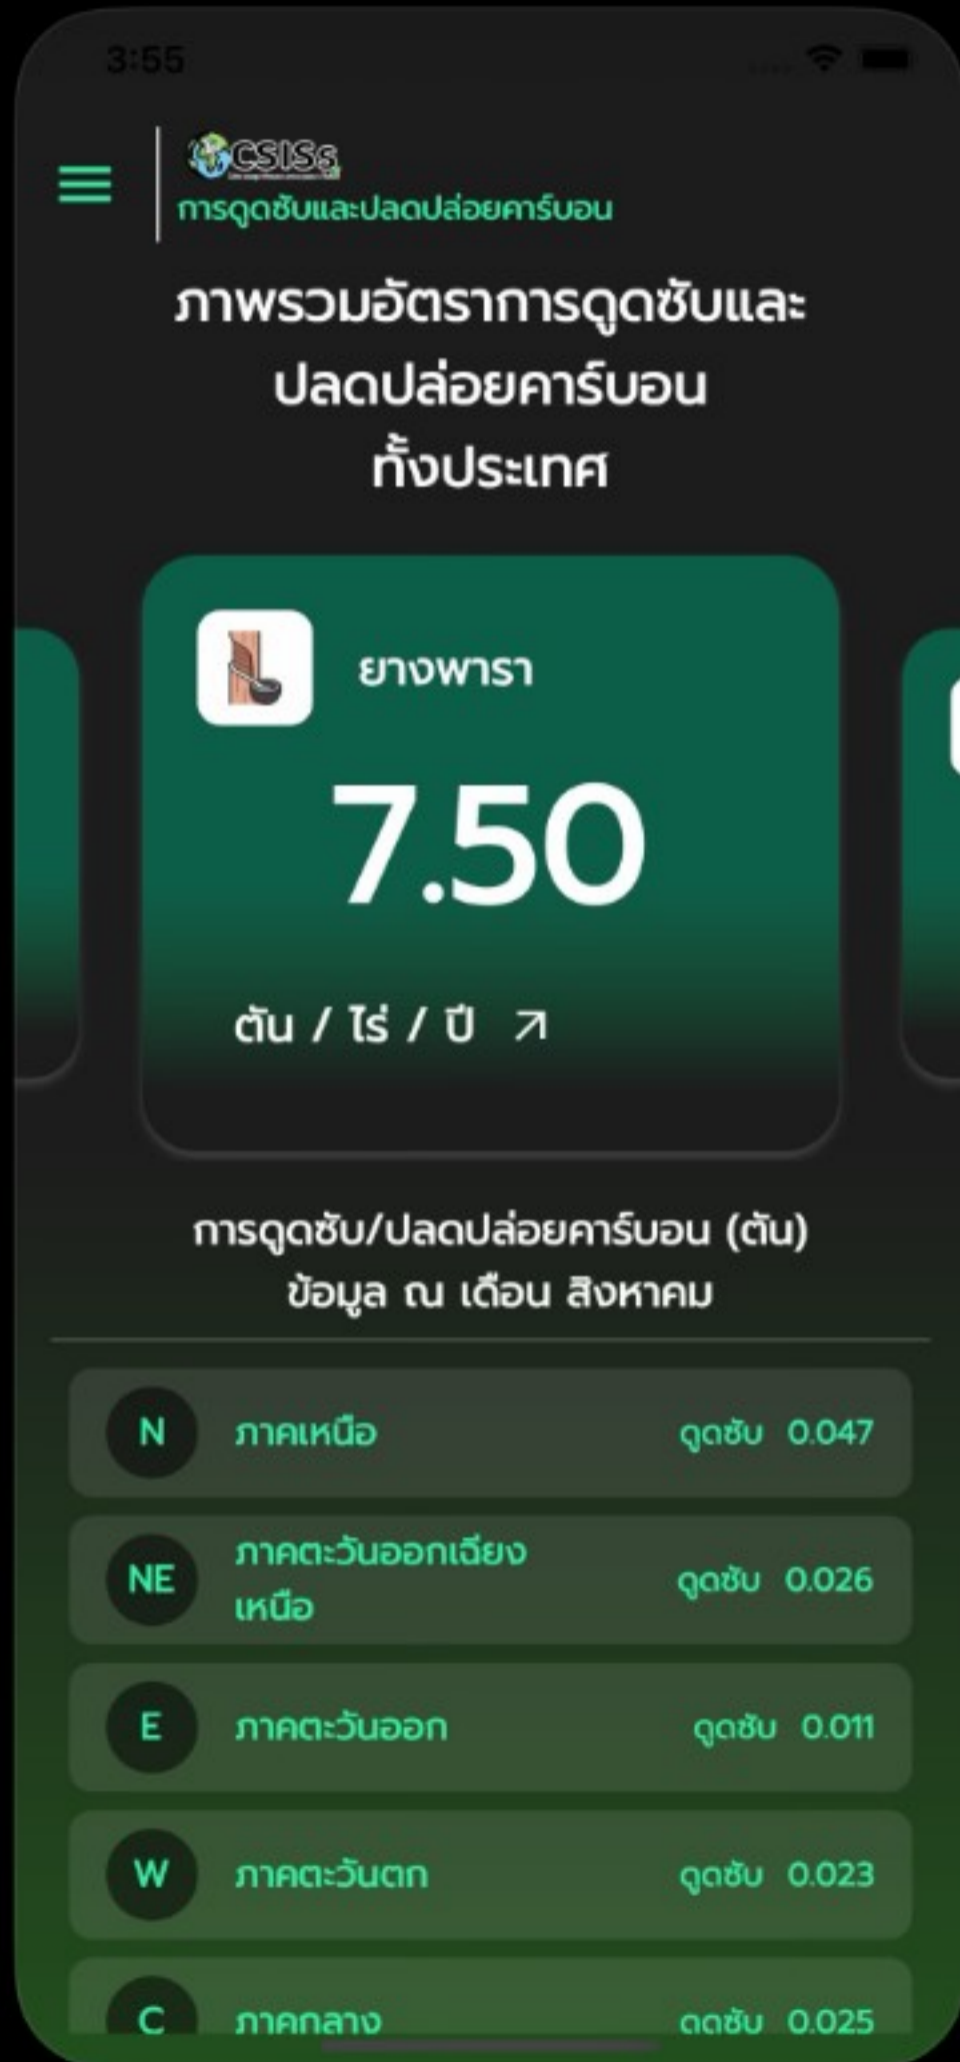 3:55
CSISs
การดูดซับและปลดปล่อยคาร์บอน
ภาพรวมอัตราการดูดซับและ
ปลดปล่อยคาร์บอน
ทั้งประเทศ
ยางพารา
7.50
ตัน / ไร่ / ปี
การดูดซับ/ปลดปล่อยคาร์บอน (ตัน)
ข้อมูล ณ เดือน สิงหาคม
N ภาคเหนือ ดูดซับ 0.047
NE ภาคตะวันออกเฉียง
เหนือ ดูดซับ 0.026
E ภาคตะวันออก ดูดซับ 0.011
W ภาคตะวันตก ดูดซับ 0.023
C ภาคกลาง ดูดซับ 0.025